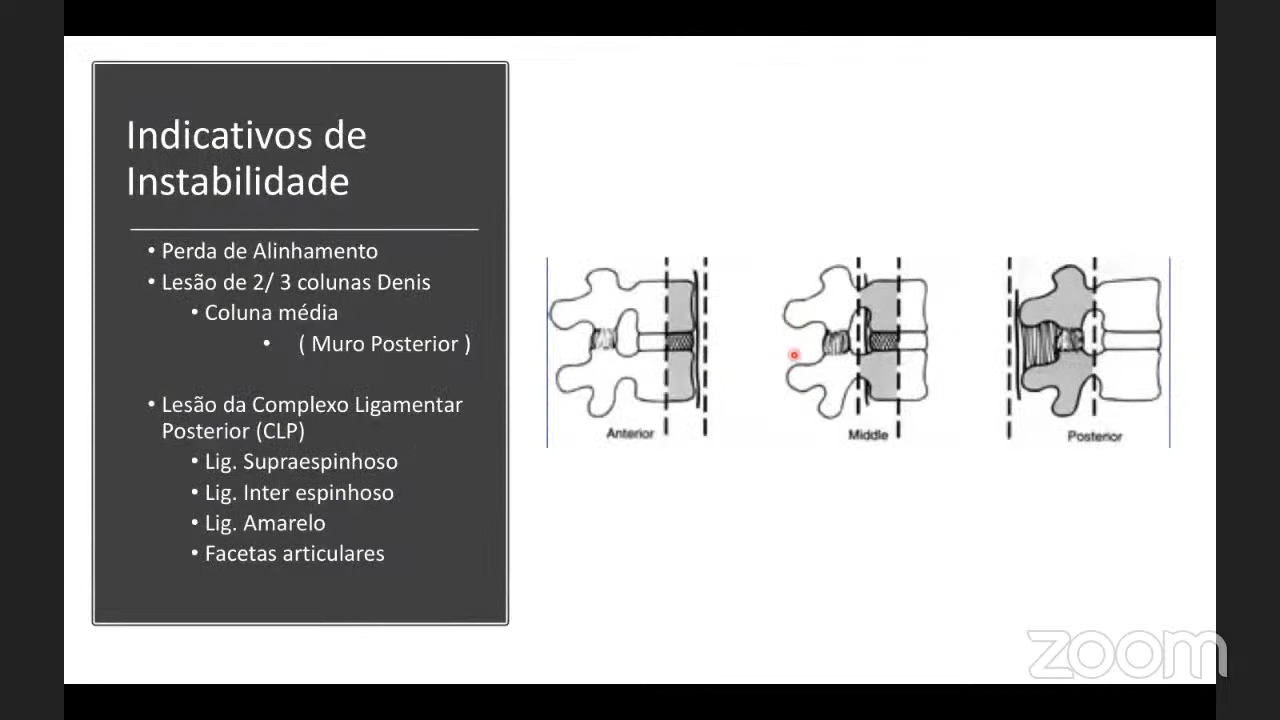 Indicativos de
Instabilidade
• Perda de Alinhamento
• Lesão de 2/ 3 colunas Denis
• Coluna média
• ( Muro Posterior )
• Lesão da Complexo Ligamentar
Posterior (CLP)
• Lig. Supraespinhoso
• Lig. Inter espinhoso
• Lig. Amarelo
• Facetas articulares
Anterior
Middle
Posterior
zoom